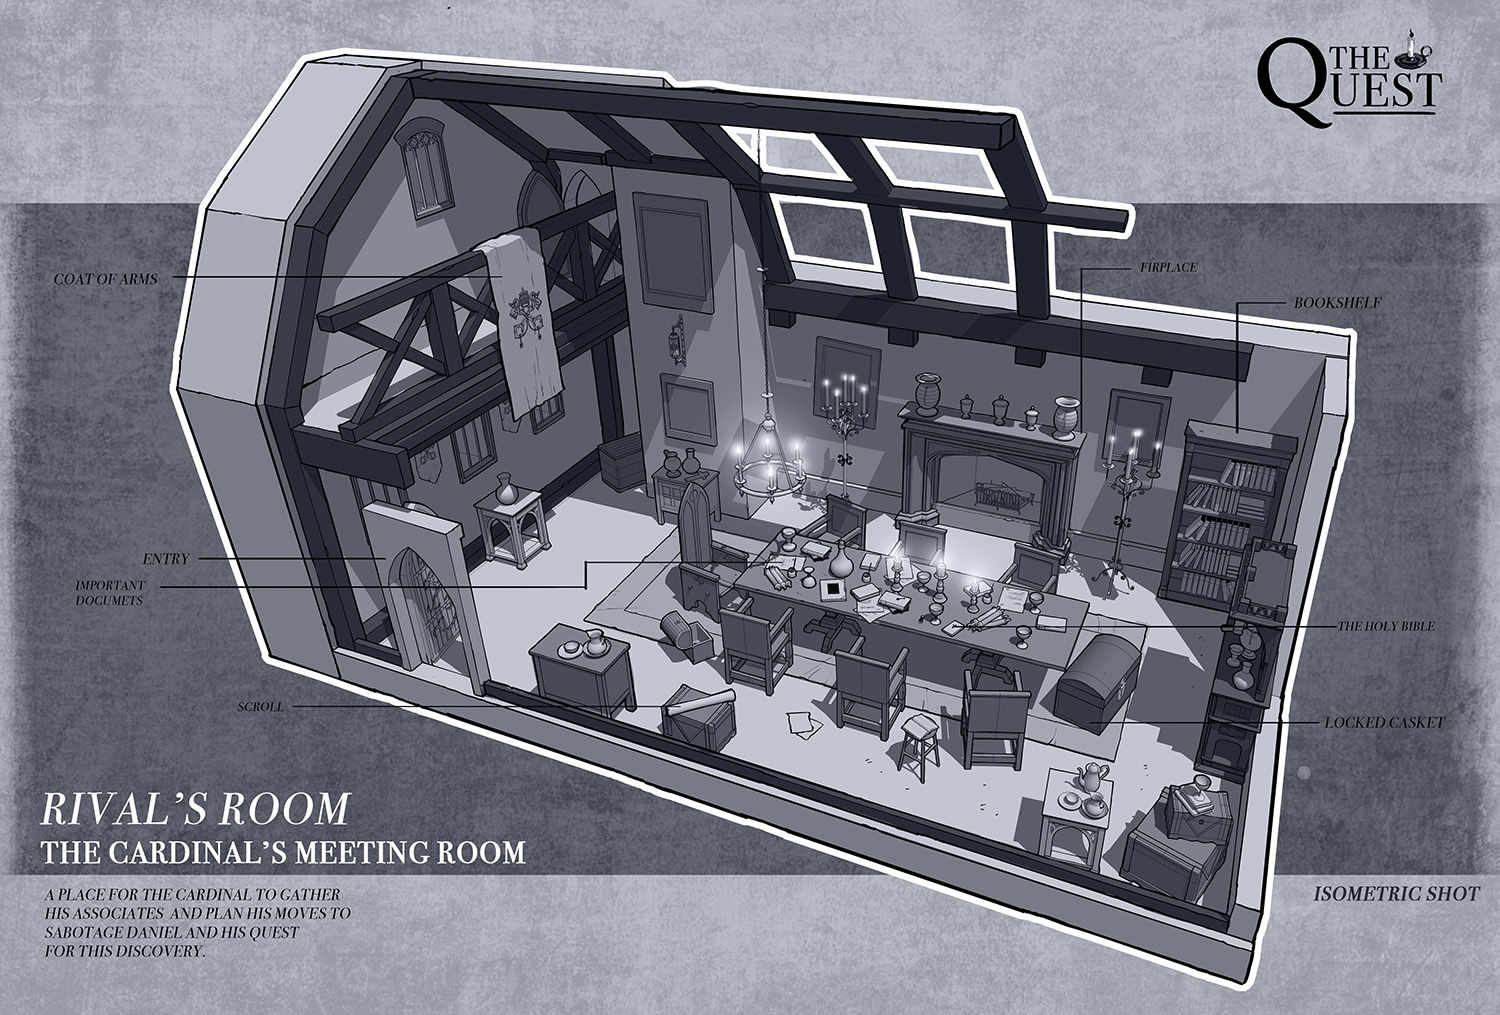 THE
QUEST
COAT OF ARMS
FIRPLACE
BOOKSHELF
ENTRY
IMPORTANT
DOCUMETS
THE HOLY BIBLE
SCROLL
LOCKED CASKET
RIVAL'S ROOM
THE CARDINAL'S MEETING ROOM
A PLACE FOR THE CARDINAL TO GATHER
HIS ASSOCIATES AND PLAN HIS MOVES TO
SABOTAGE DANIEL AND HIS QUEST
FOR THIS DISCOVERY.
ISOMETRIC SHOT